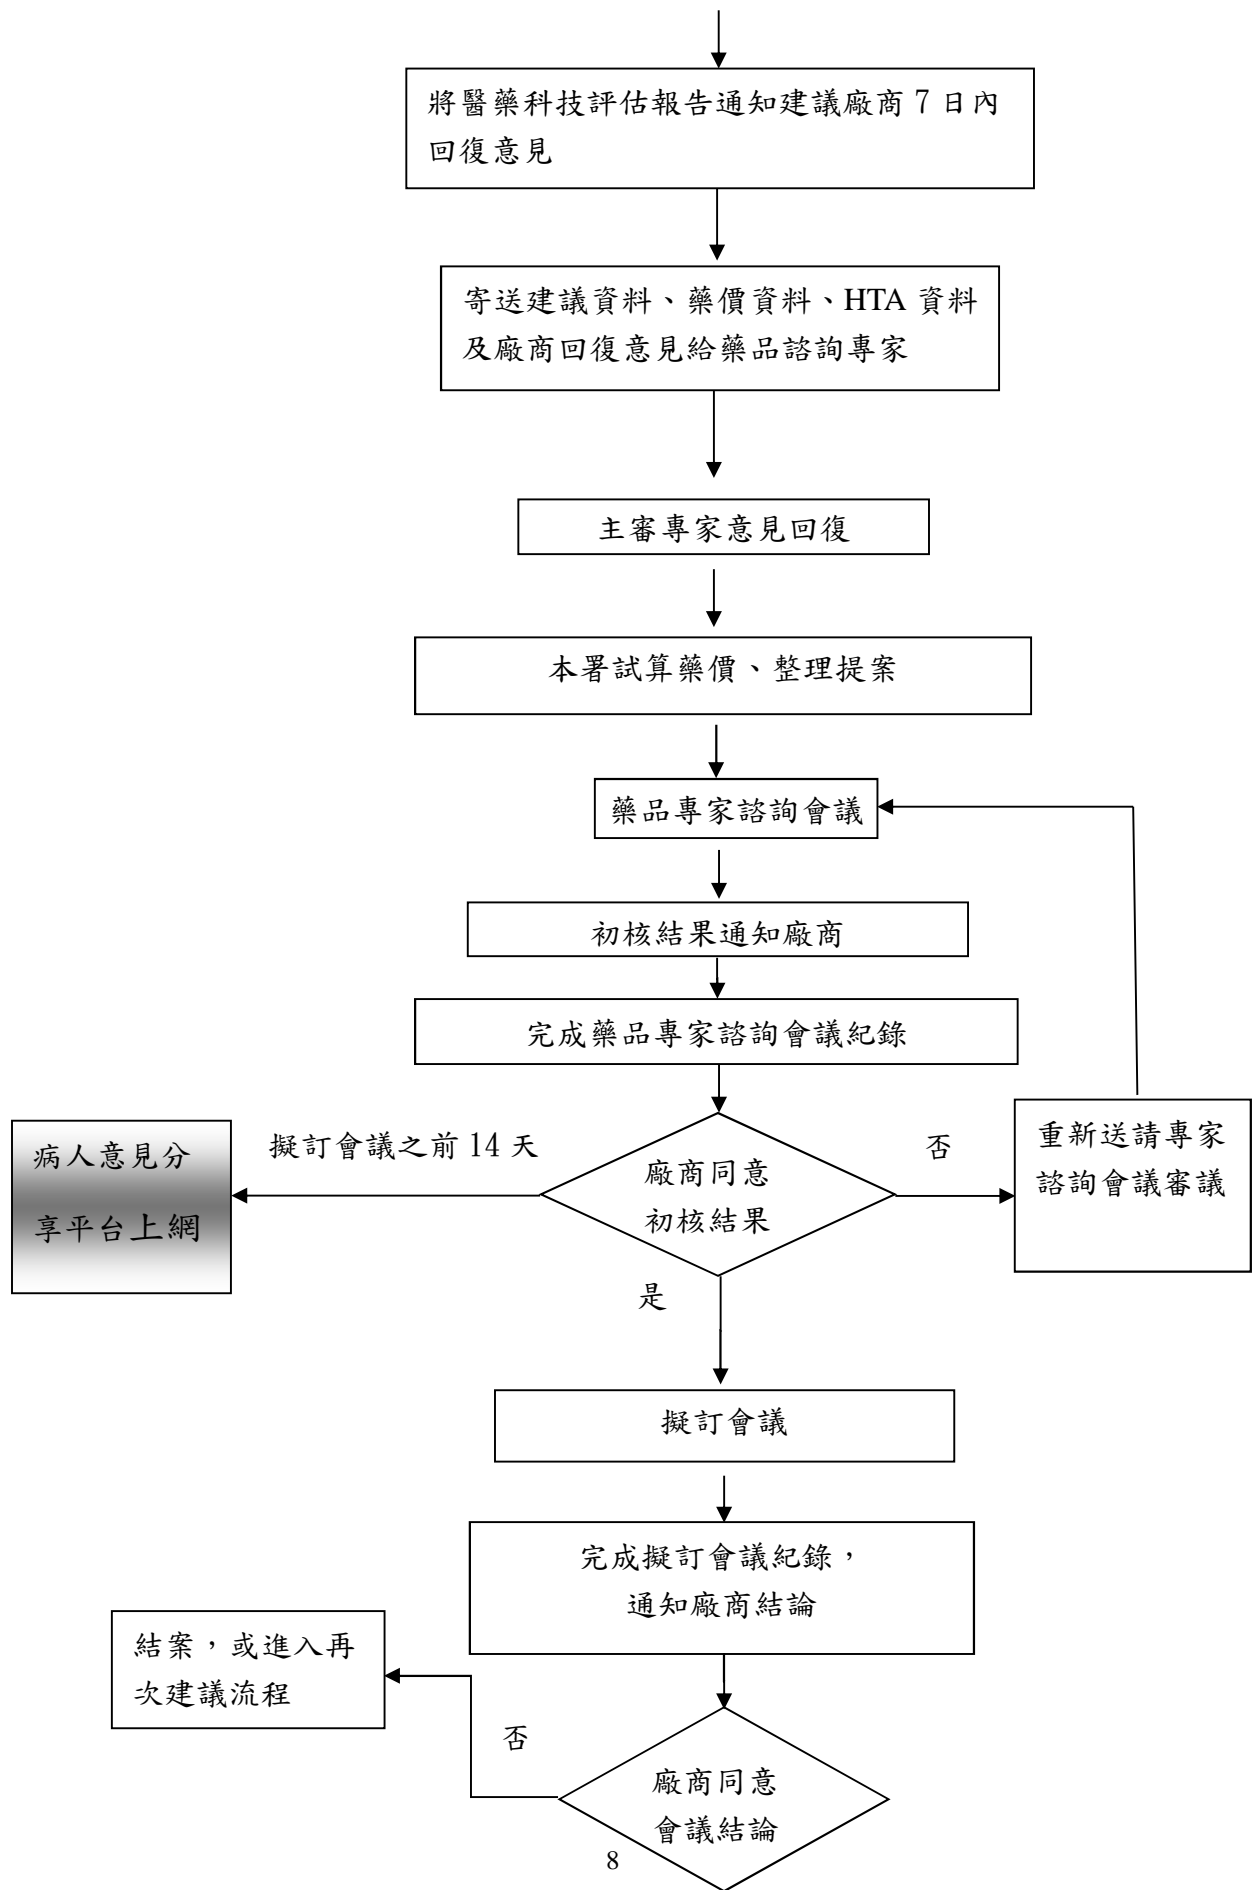 將醫藥科技評估報告通知建議廠商 7 日內
回復意見
寄送建議資料、藥價資料、HTA 資料
及廠商回復意見給藥品諮詢專家
主審專家意見回復
本署試算藥價、整理提案
藥品專家諮詢會議
初核結果通知廠商
完成藥品專家諮詢會議紀錄
病人意見分
享平台上網
擬訂會議之前 14 天
廠商同意
初核結果
否
重新送請專家
諮詢會議審議
是
擬訂會議
完成擬訂會議紀錄，
通知廠商結論
結案，或進入再
次建議流程
否
廠商同意
會議結論
8